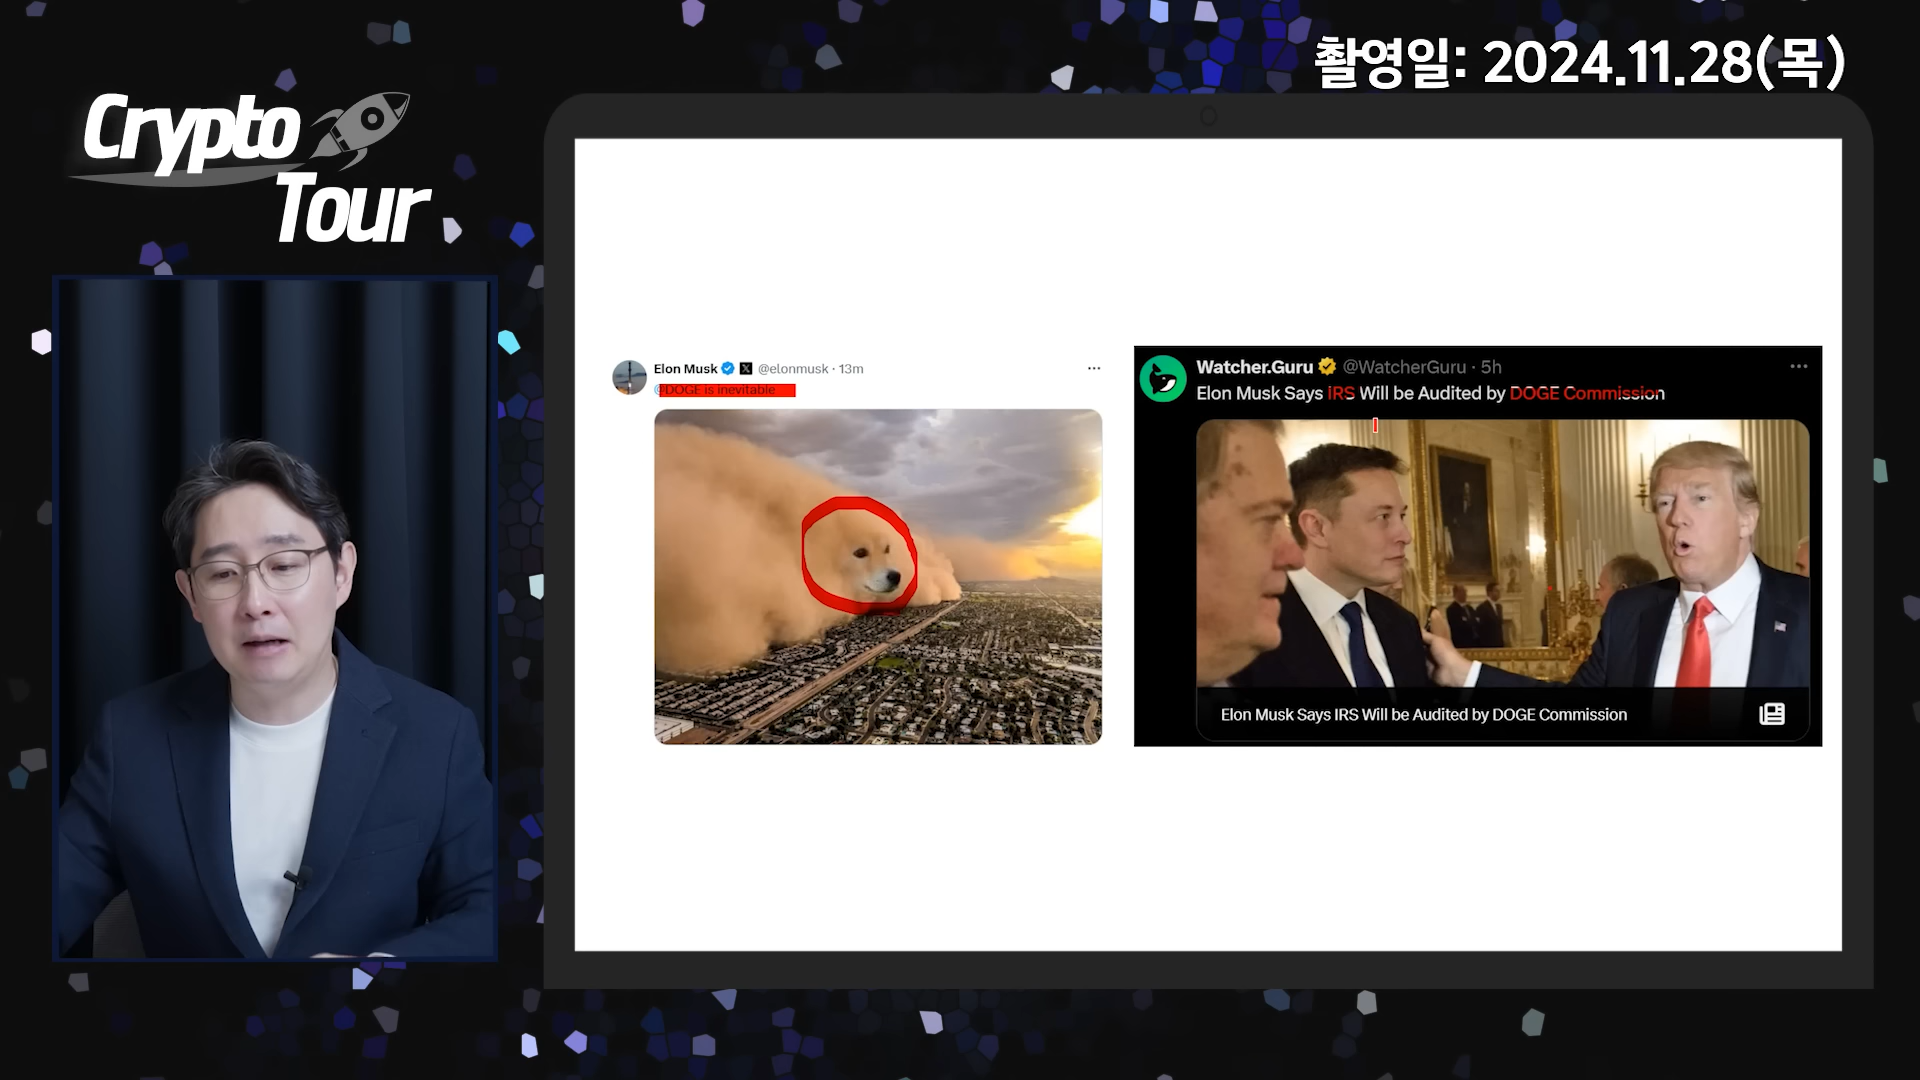 촬영일: 2024.11.28(목)
Crypto
Tour
Elon Musk @elonmusk · 13m
@DOGE is inevitable
Watcher.Guru @WatcherGuru · 5h
Elon Musk Says IRS Will be Audited by DOGE Commission
Elon Musk Says IRS Will be Audited by DOGE Commission